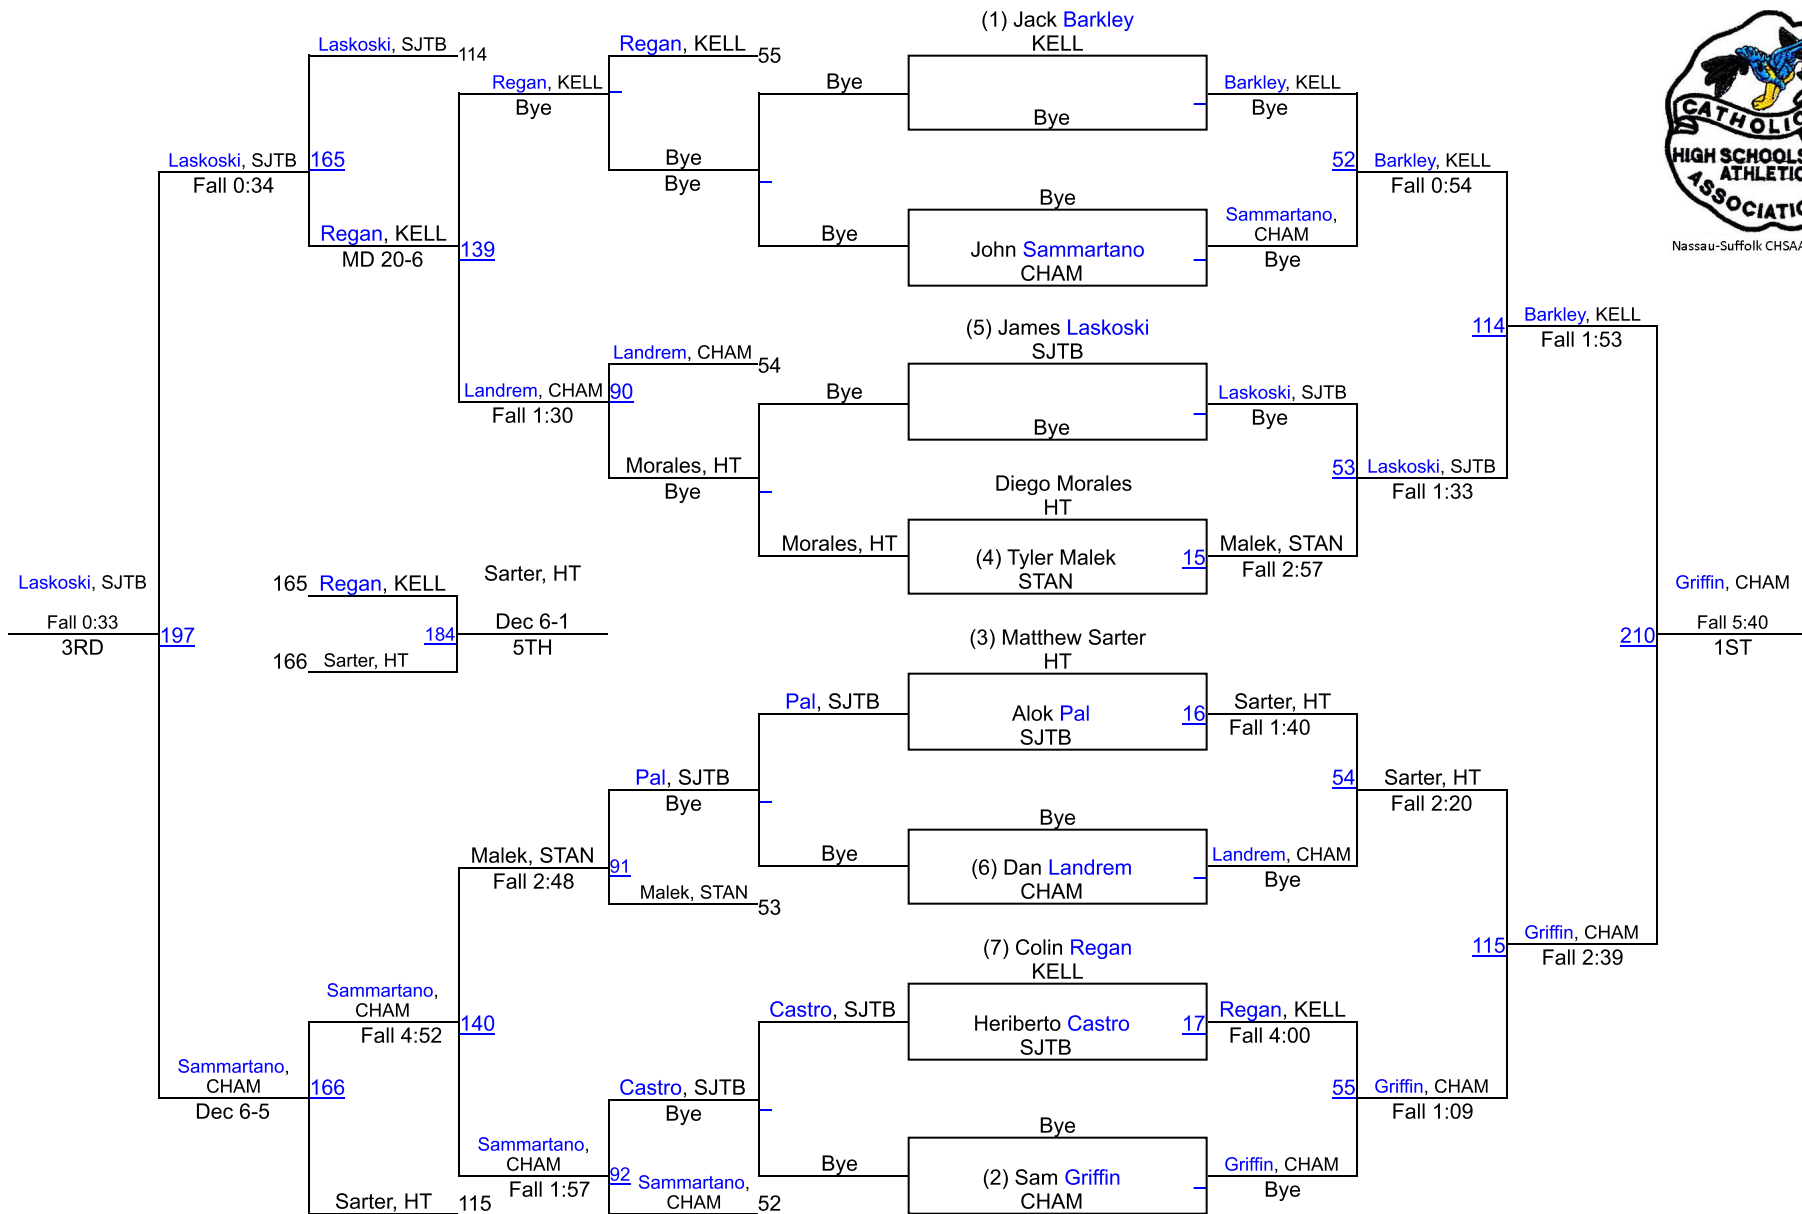 (1) Jack Barkley
KELL
Bye
Bye
John Sammartano
CHAM
(5) James Laskoski
SJTB
Bye
Diego Morales
HT
(4) Tyler Malek
STAN
15
(3) Matthew Sarter
HT
Alok Pal
SJTB
16
Bye
(6) Dan Landrem
CHAM
(7) Colin Regan
KELL
Heriberto Castro
SJTB
17
Bye
(2) Sam Griffin
CHAM
Barkley, KELL
Bye
52
Sammartano,
CHAM
Bye
Laskoski, SJTB
Bye
53
Malek, STAN
Fall 2:57
Sarter, HT
Fall 1:40
54
Landrem, CHAM
Bye
Regan, KELL
Fall 4:00
55
Griffin, CHAM
Bye
Barkley, KELL
Fall 0:54
114
Laskoski, SJTB
Fall 1:33
Sarter, HT
Fall 2:20
115
Griffin, CHAM
Fall 1:09
Barkley, KELL
Fall 1:53
210
Griffin, CHAM
Fall 2:39
Griffin, CHAM
Fall 5:40
1ST
Bye
Bye
Bye
Morales, HT
Pal, SJTB
Bye
Castro, SJTB
Bye
Regan, KELL
55
Bye
Bye
Landrem, CHAM
54
90
Morales, HT
Bye
Pal, SJTB
Bye
91
Malek, STAN
53
Castro, SJTB
Bye
92
Sammartano,
CHAM
52
Regan, KELL
Bye
139
Landrem, CHAM
Fall 1:30
Malek, STAN
Fall 2:48
140
Sammartano,
CHAM
Fall 1:57
Laskoski, SJTB
114
165
Regan, KELL
MD 20-6
Sammartano,
CHAM
Fall 4:52
166
Sarter, HT
115
Laskoski, SJTB
Fall 0:34
197
Sammartano,
CHAM
Dec 6-5
Laskoski, SJTB
Fall 0:33
3RD
165
Regan, KELL
184
166
Sarter, HT
Sarter, HT
Dec 6-1
5TH
CATHOLIC
HIGH SCHOOLS
ATHLETIC
Nassau-Suffolk CHSAA